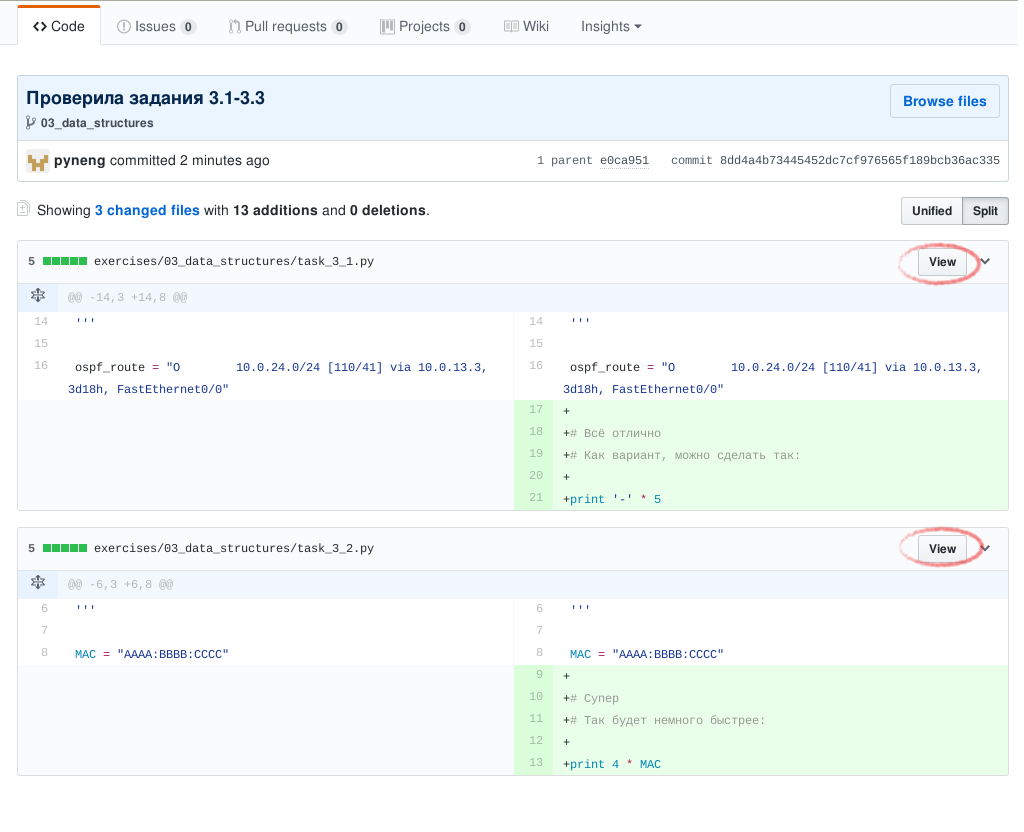 Code Issues 0 Pull requests 0 Projects 0 Wiki Insights
Проверила задания 3.1-3.3
Browse files
03_data_structures
pyneng committed 2 minutes ago 1 parent e0ca951 commit 8dd4a4b73445452dc7cf976565f189bcb36ac335
Showing 3 changed files with 13 additions and 0 deletions.
Unified Split
5 exercises/03_data_structures/task_3_1.py View
@@ -14,3 +14,8 @@
14 ''' 14 '''
15 15
16 ospf_route = "O 10.0.24.0/24 [110/41] via 10.0.13.3, 16 ospf_route = "O 10.0.24.0/24 [110/41] via 10.0.13.3,
3d18h, FastEthernet0/0" 3d18h, FastEthernet0/0"
17 +
18 +# Всё отлично
19 +# Как вариант, можно сделать так:
20 +
21 +print '-' * 5
5 exercises/03_data_structures/task_3_2.py View
@@ -6,3 +6,8 @@
6 ''' 6 '''
7 7
8 MAC = "AAAA:BBBB:CCCC" 8 MAC = "AAAA:BBBB:CCCC"
9 +
10 +# Супер
11 +# Так будет немного быстрее:
12 +
13 +print 4 * MAC